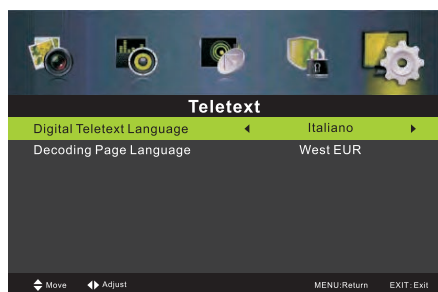 Teletext
Digital Teletext Language Italiano
Decoding Page Language West EUR
Move Adjust MENU:Return EXIT:Exit